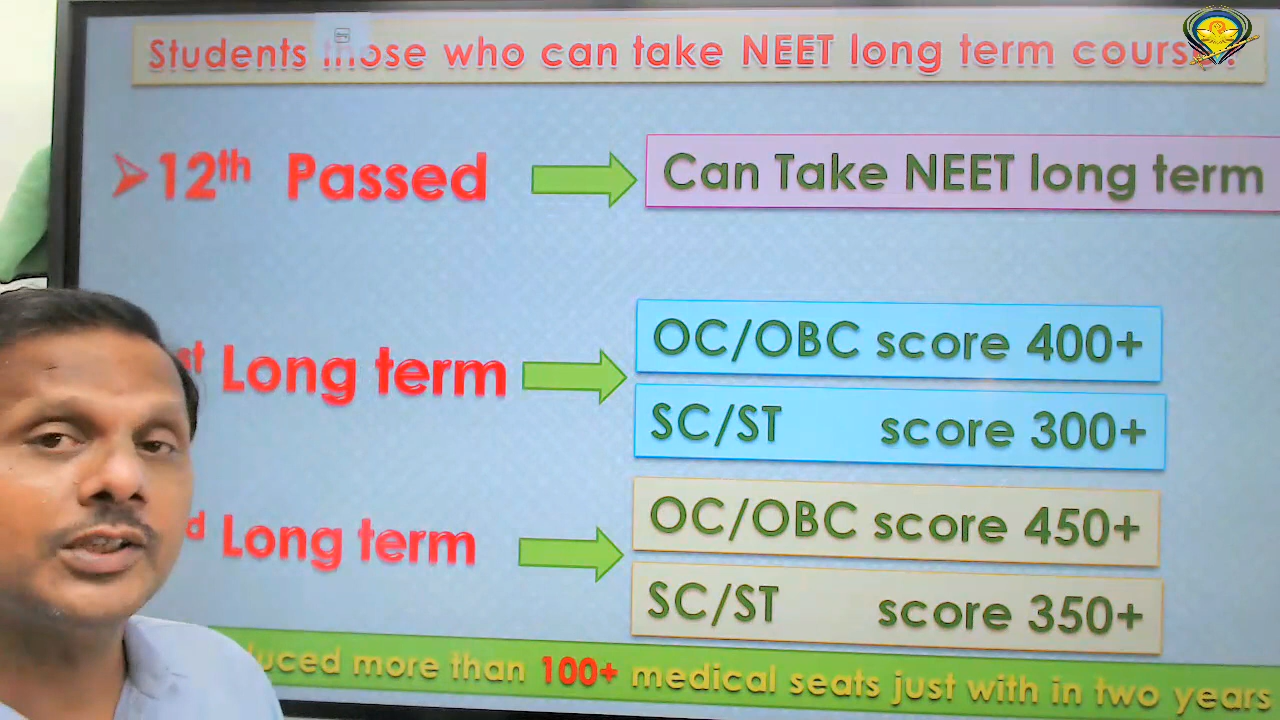 Students those who can take NEET long term course?
12th Passed
Can Take NEET long term
st Long term
OC/OBC score 400+
SC/ST score 300+
d Long term
OC/OBC score 450+
SC/ST score 350+
uced more than 100+ medical seats just with in two years